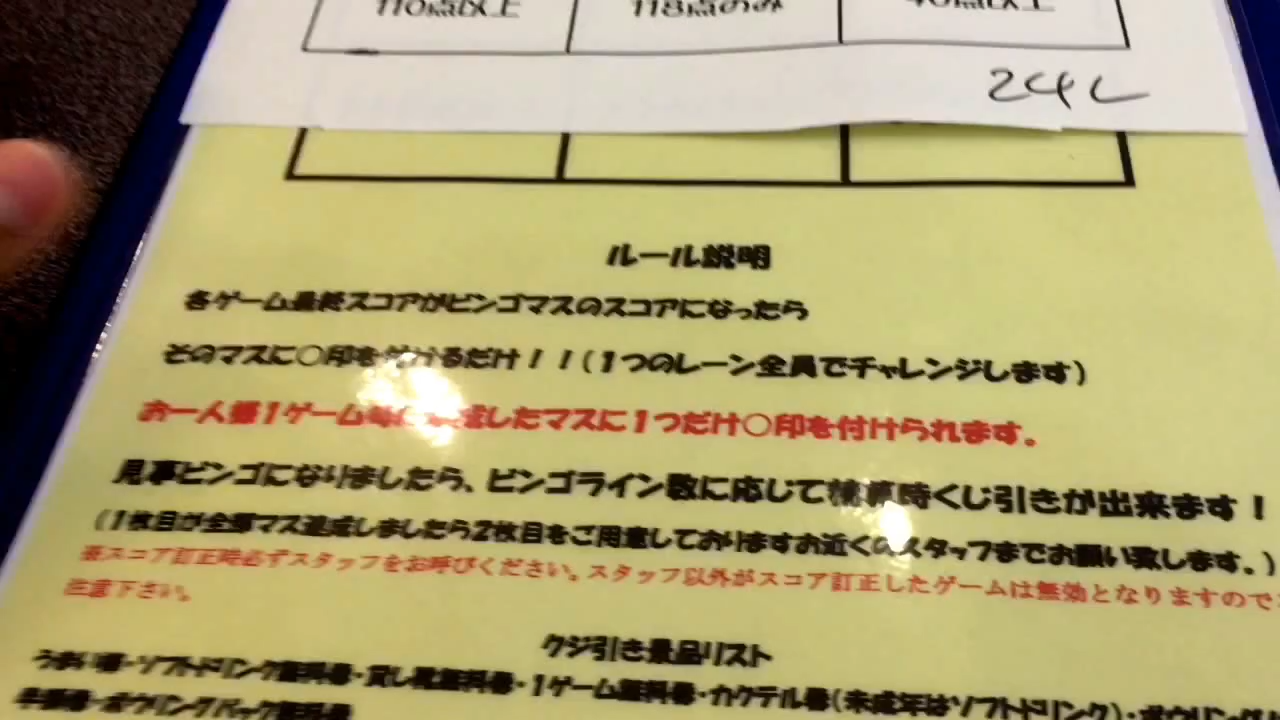 110点以上 118点のみ 以上
24L
ルール説明
各ゲーム最終スコアがビンゴマスのスコアになったら
そのマスに○印を付けるだけ！！(１つのレーン全員でチャレンジします)
お一人様１ゲーム毎に達成したマスに１つだけ○印を付けられます。
見事ビンゴになりましたら、ビンゴライン数に応じて精算時くじ引きが出来ます！
(１枚目が全部マス達成しましたら２枚目をご用意しておりますお近くのスタッフまでお願い致します。)
スコア訂正時必ずスタッフをお呼びください。スタッフ以外がスコア訂正したゲームは無効となりますので
注意下さい。
クジ引き景品リスト
うまい棒・ソフトドリンク無料券・貸し靴無料券・１ゲーム無料券・カクテル券(未成年はソフトドリンク)・ボウリング
ボウリングパック無料券